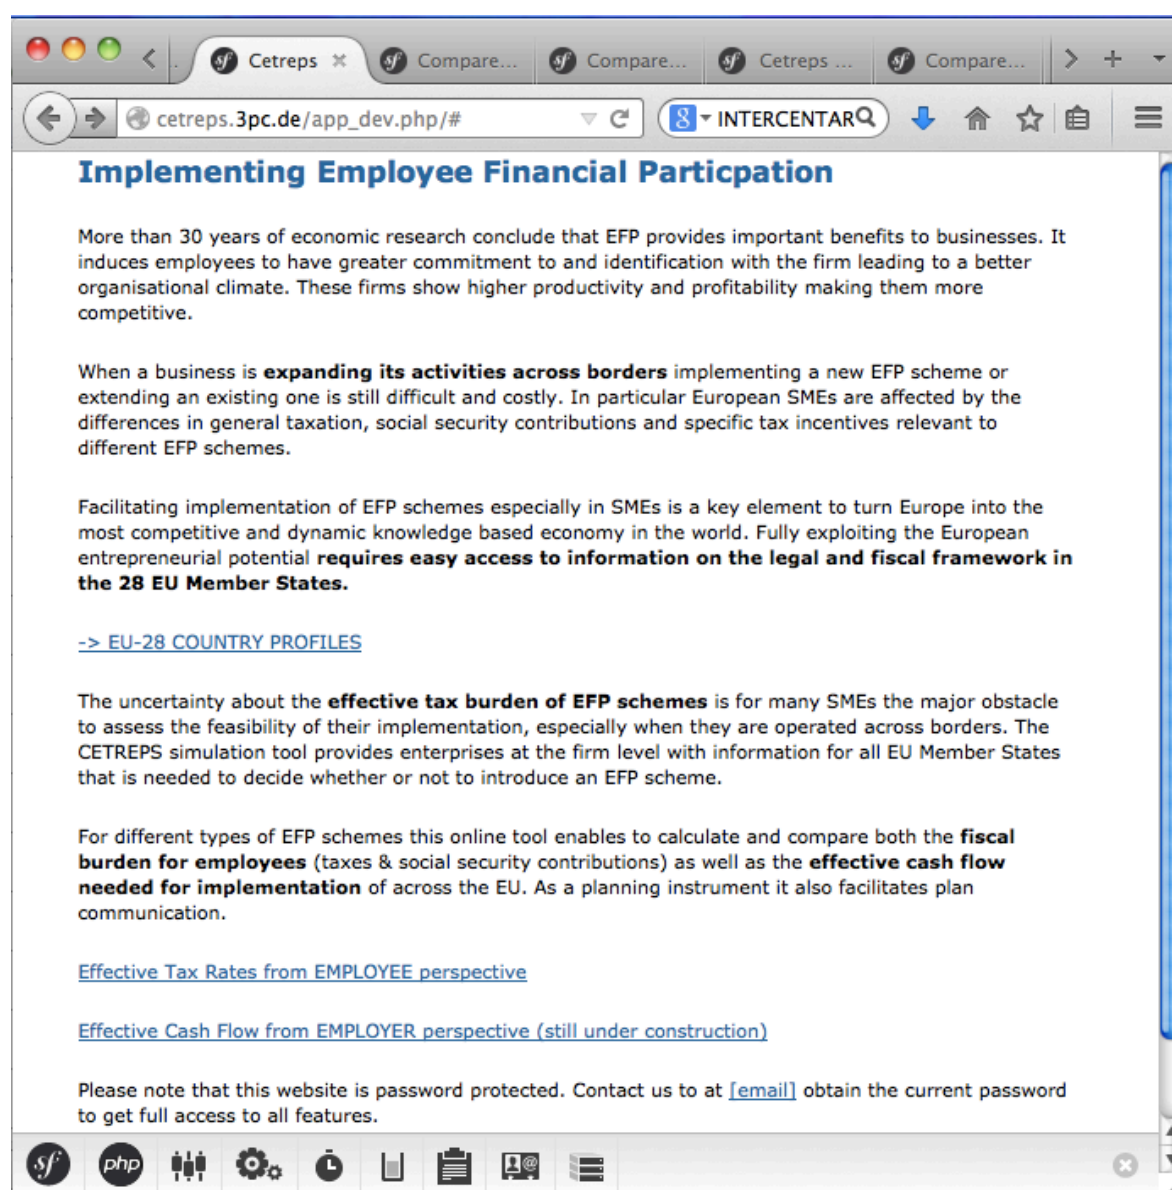 Cetreps
Compare...
Compare...
Cetreps ...
Compare...
cetreps.3pc.de/app_dev.php/#
INTERCENTAR
Implementing Employee Financial Particpation
More than 30 years of economic research conclude that EFP provides important benefits to businesses. It
induces employees to have greater commitment to and identification with the firm leading to a better
organisational climate. These firms show higher productivity and profitability making them more
competitive.
When a business is expanding its activities across borders implementing a new EFP scheme or
extending an existing one is still difficult and costly. In particular European SMEs are affected by the
differences in general taxation, social security contributions and specific tax incentives relevant to
different EFP schemes.
Facilitating implementation of EFP schemes especially in SMEs is a key element to turn Europe into the
most competitive and dynamic knowledge based economy in the world. Fully exploiting the European
entrepreneurial potential requires easy access to information on the legal and fiscal framework in
the 28 EU Member States.
-> EU-28 COUNTRY PROFILES
The uncertainty about the effective tax burden of EFP schemes is for many SMEs the major obstacle
to assess the feasibility of their implementation, especially when they are operated across borders. The
CETREPS simulation tool provides enterprises at the firm level with information for all EU Member States
that is needed to decide whether or not to introduce an EFP scheme.
For different types of EFP schemes this online tool enables to calculate and compare both the fiscal
burden for employees (taxes & social security contributions) as well as the effective cash flow
needed for implementation of across the EU. As a planning instrument it also facilitates plan
communication.
Effective Tax Rates from EMPLOYEE perspective
Effective Cash Flow from EMPLOYER perspective (still under construction)
Please note that this website is password protected. Contact us to at [email] obtain the current password
to get full access to all features.
sf
php